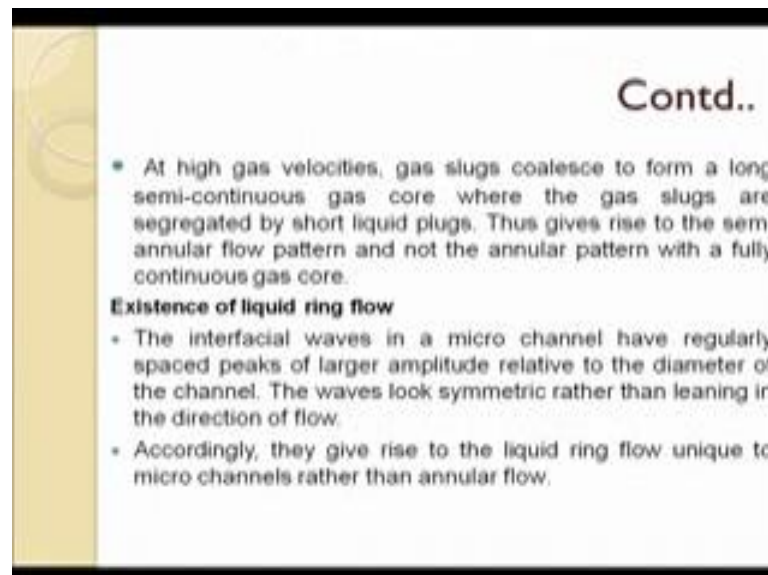 Contd..
At high gas velocities, gas slugs coalesce to form a long
semi-continuous gas core where the gas slugs are
segregated by short liquid plugs. Thus gives rise to the sem
annular flow pattern and not the annular pattern with a fully
continuous gas core.
Existence of liquid ring flow
The interfacial waves in a micro channel have regularly
spaced peaks of larger amplitude relative to the diameter of
the channel. The waves look symmetric rather than leaning in
the direction of flow.
Accordingly, they give rise to the liquid ring flow unique to
micro channels rather than annular flow.